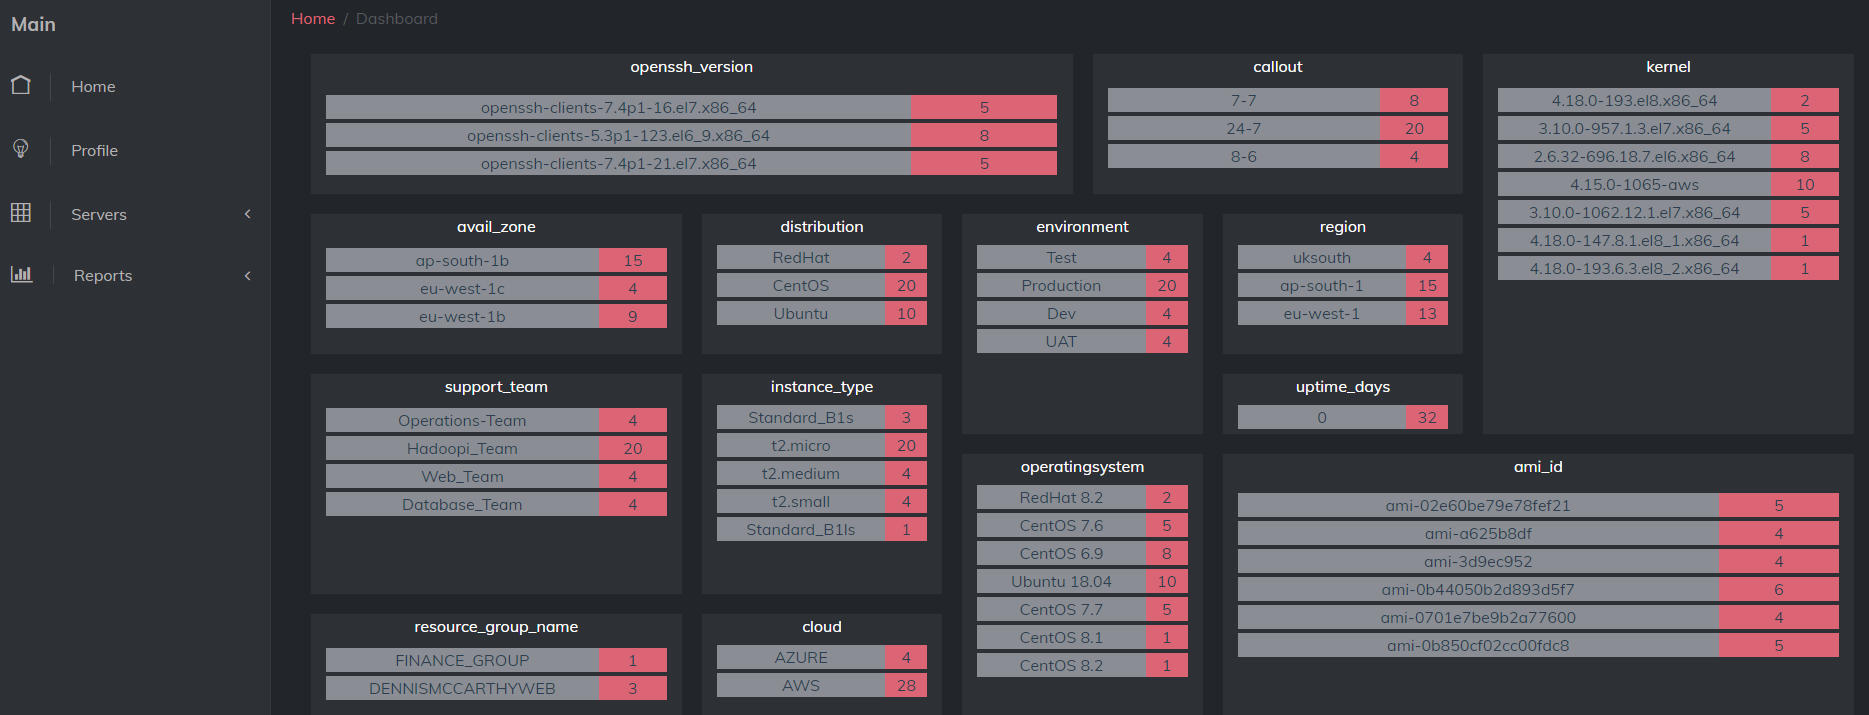 Main
Home
Profile
Servers
Reports
Home / Dashboard
openssh_version
openssh-clients-7.4p1-16.el7.x86_64 5
openssh-clients-5.3p1-123.el6_9.x86_64 8
openssh-clients-7.4p1-21.el7.x86_64 5
callout
7-7 8
24-7 20
8-6 4
kernel
4.18.0-193.el8.x86_64 2
3.10.0-957.1.3.el7.x86_64 5
2.6.32-696.18.7.el6.x86_64 8
4.15.0-1065-aws 10
3.10.0-1062.12.1.el7.x86_64 5
4.18.0-147.8.1.el8_1.x86_64 1
4.18.0-193.6.3.el8_2.x86_64 1
avail_zone
ap-south-1b 15
eu-west-1c 4
eu-west-1b 9
distribution
RedHat 2
CentOS 20
Ubuntu 10
environment
Test 4
Production 20
Dev 4
UAT 4
region
uksouth 4
ap-south-1 15
eu-west-1 13
support_team
Operations-Team 4
Hadoopi_Team 20
Web_Team 4
Database_Team 4
instance_type
Standard_B1s 3
t2.micro 20
t2.medium 4
t2.small 4
Standard_B1ls 1
uptime_days
0 32
operatingsystem
RedHat 8.2 2
CentOS 7.6 5
CentOS 6.9 8
Ubuntu 18.04 10
CentOS 7.7 5
CentOS 8.1 1
CentOS 8.2 1
ami_id
ami-02e60be79e78fef21 5
ami-a625b8df 4
ami-3d9ec952 4
ami-0b44050b2d893d5f7 6
ami-0701e7be9b2a77600 4
ami-0b850cf02cc00fdc8 5
resource_group_name
FINANCE_GROUP 1
DENNISMCCARTHYWEB 3
cloud
AZURE 4
AWS 28